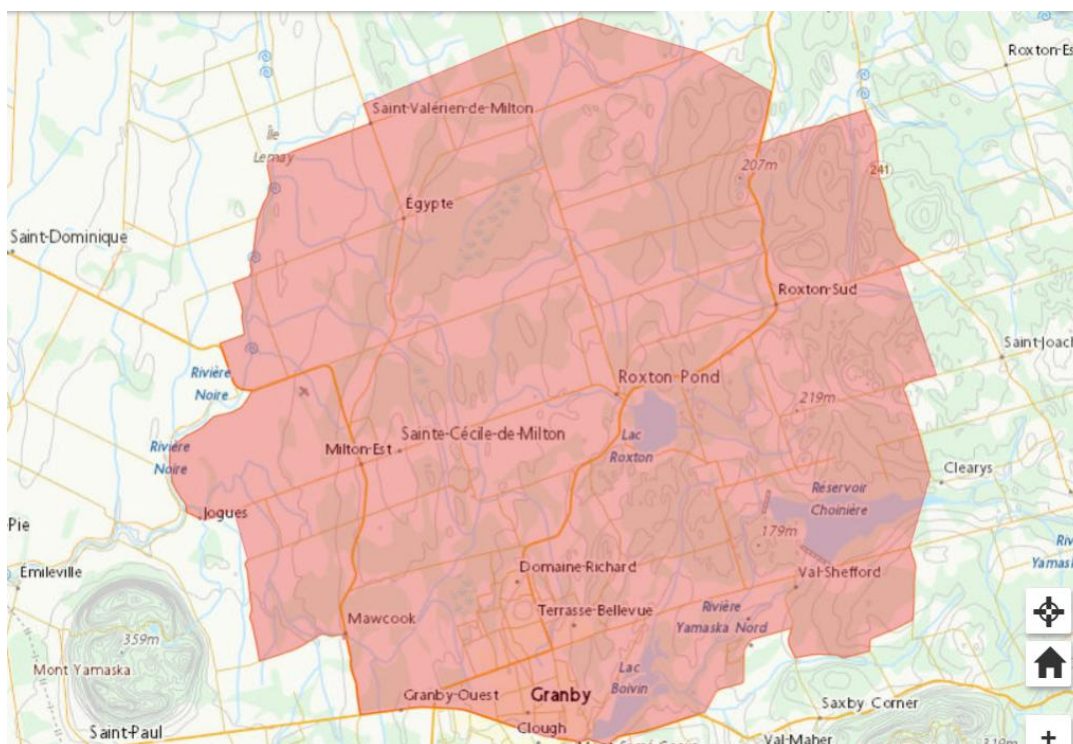 Roxton-Es
Saint-Valérien-de-Milton
Lemay
207m
241
Égypte
Saint-Dominique
Roxton-Sud
Saint-Joach
Rivière
Noire
Roxton Pond
219m
Sainte-Cécile-de-Milton
Lac
Roxton
Milton-Est
Rivière
Noire
Clearys
Réservoir
Choinière
Jogues
-Pie
179m
Riv
Yamaska
Émileville
Domaine-Richard
Val-Shefford
Terrasse-Bellevue
Rivière
Yamaska Nord
Mawcook
359m
Mont Yamaska
Lac
Boivin
Granby-Ouest
Granby
Saxby Corner
Clough
Saint-Paul
Val-Maher
+